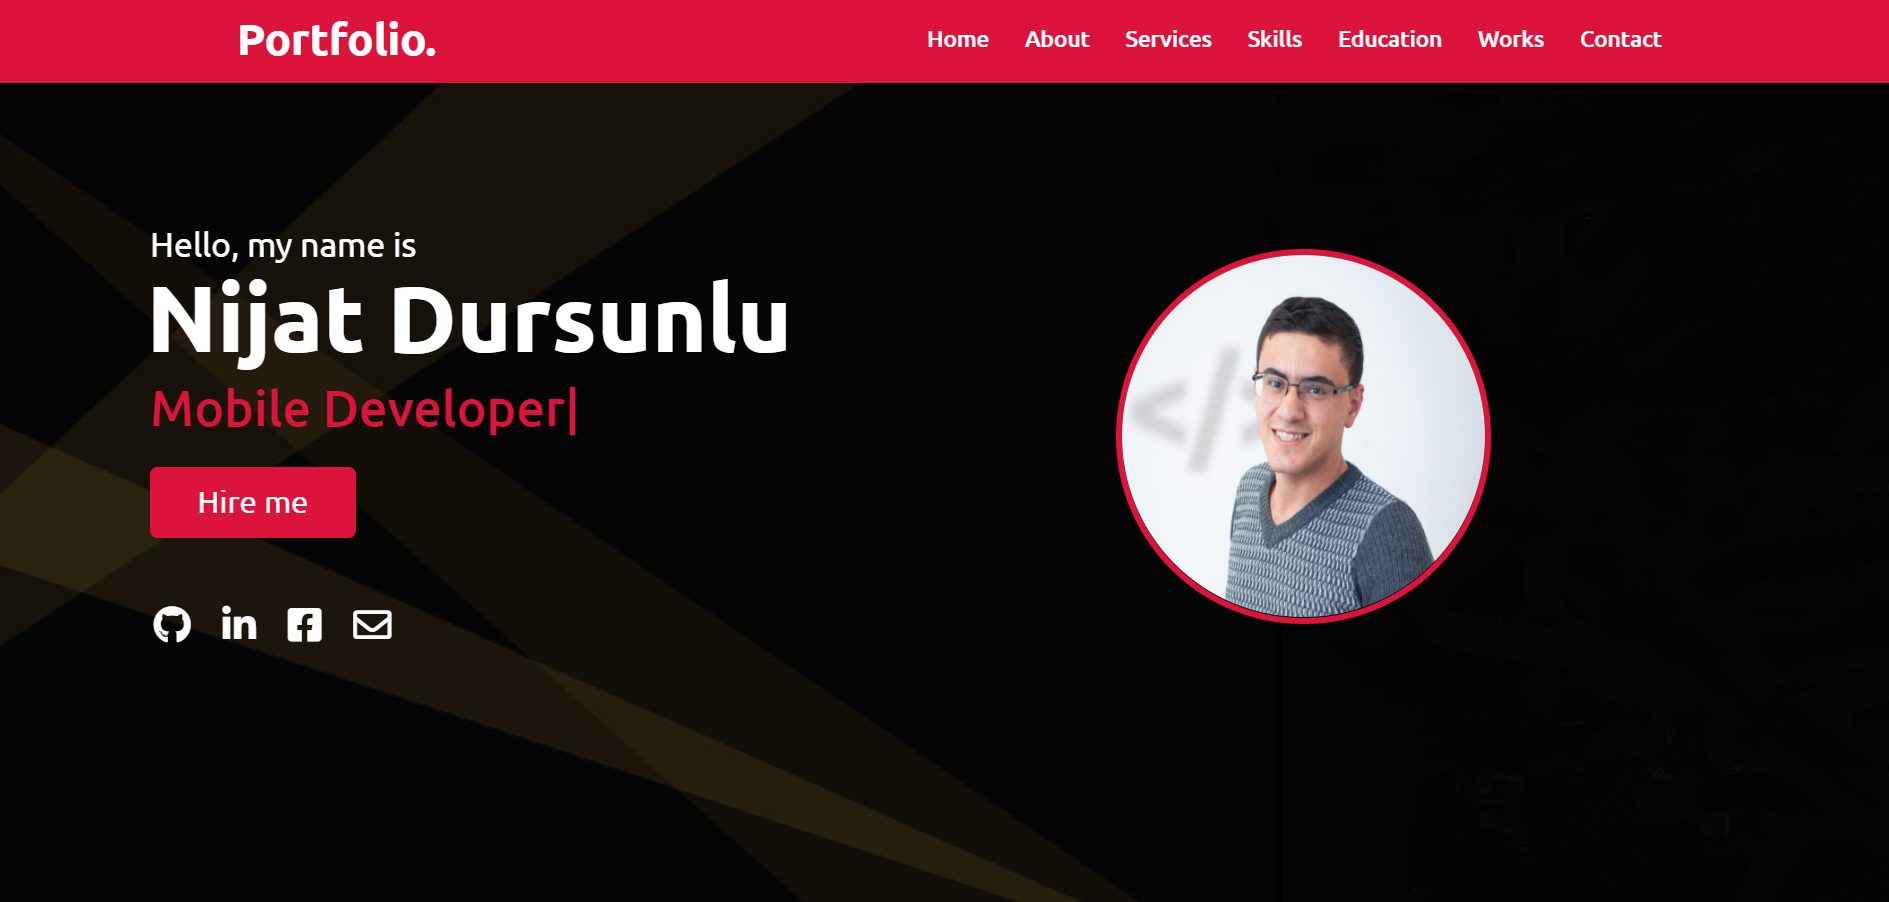 Portfolio.
Home About Services Skills Education Works Contact
Hello, my name is
Nijat Dursunlu
Mobile Developer|
Hire me
</>